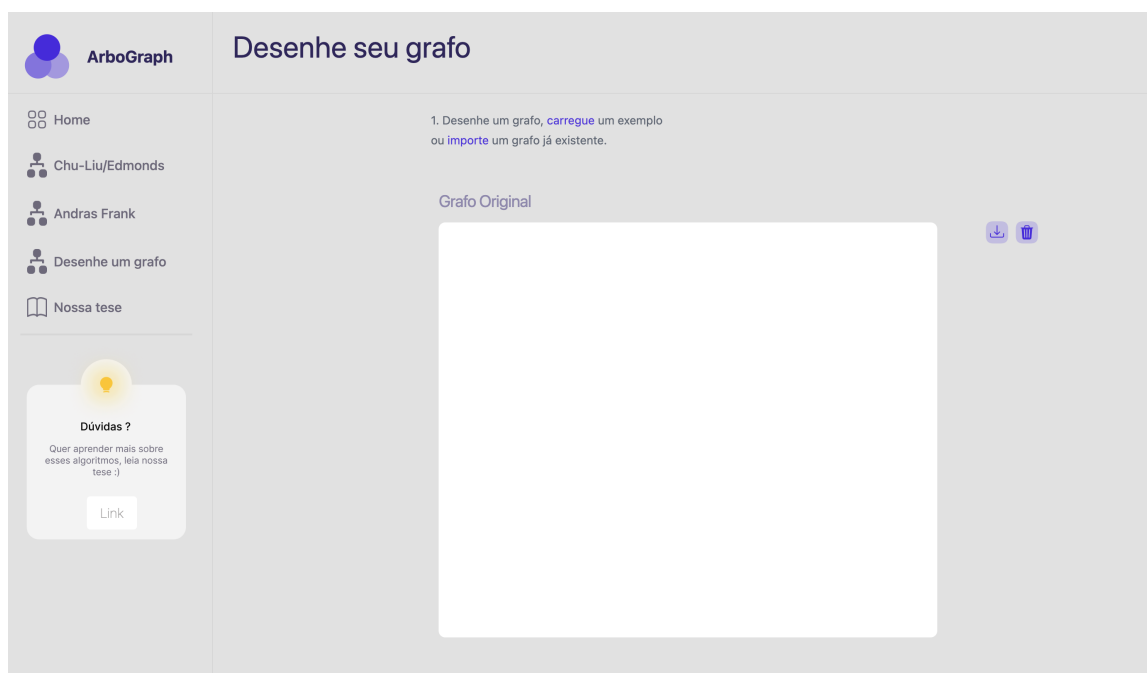 ArboGraph
Desenhe seu grafo
Home
Chu-Liu/Edmonds
Andras Frank
Desenhe um grafo
Nossa tese
Dúvidas ?
Quer aprender mais sobre
esses algoritmos, leia nossa
tese :)
Link
1. Desenhe um grafo, carregue um exemplo
ou importe um grafo já existente.
Grafo Original